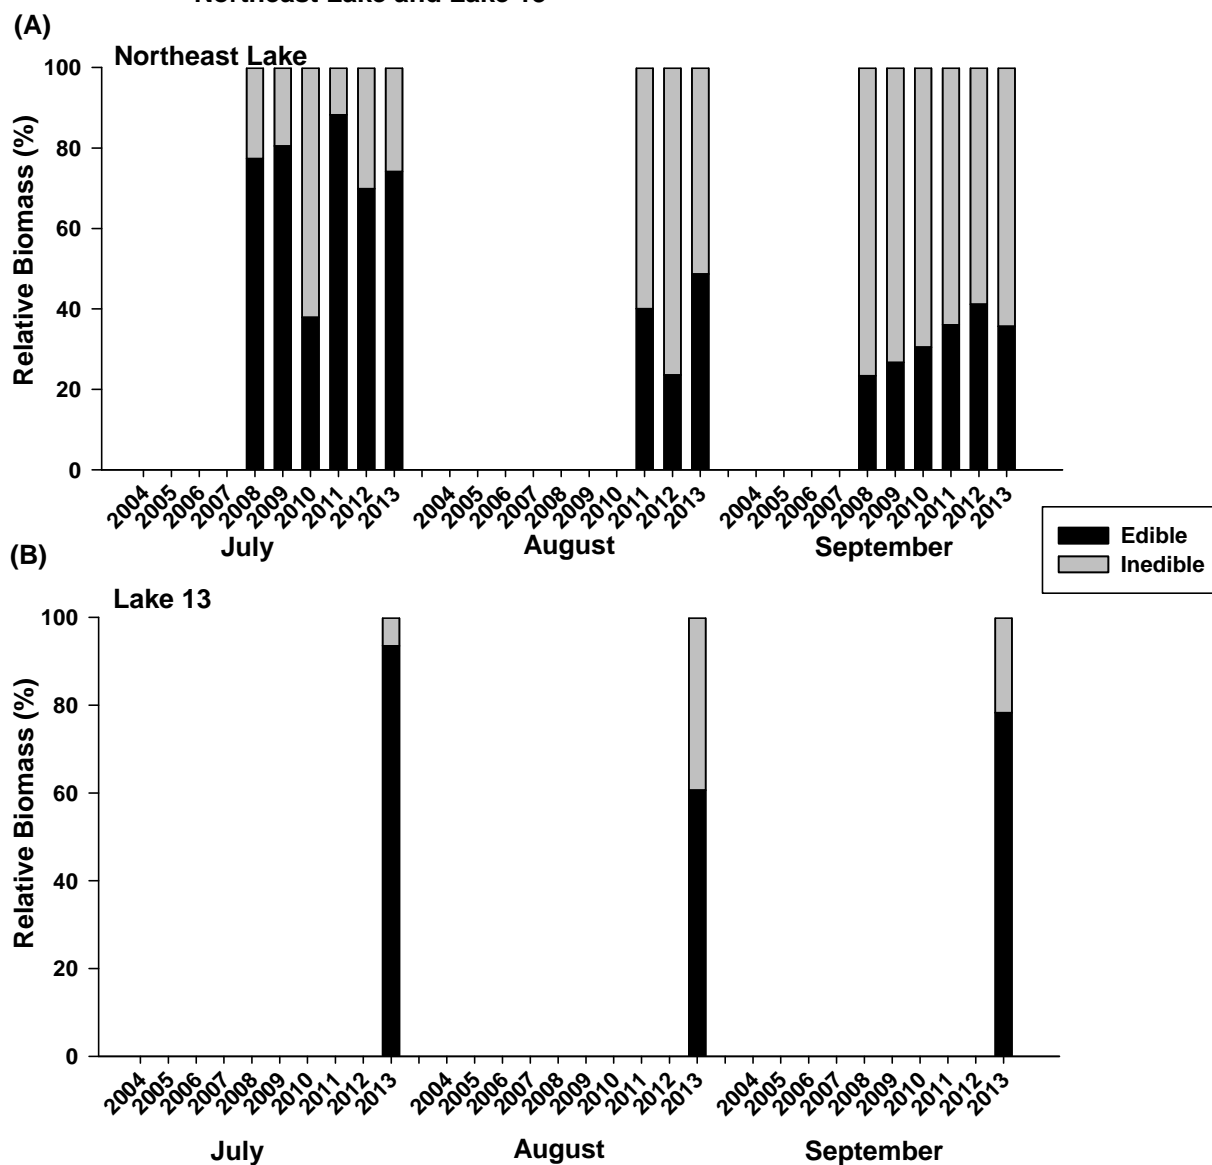 (A)
Northeast Lake
100
80
60
40
20
0
Relative Biomass (%)
2004 2005 2006 2007 2008 2009 2010 2011 2012 2013 2004 2005 2006 2007 2008 2009 2010 2011 2012 2013 2004 2005 2006 2007 2008 2009 2010 2011 2012 2013
July August September
Edible
Inedible
(B)
Lake 13
100
80
60
40
20
0
Relative Biomass (%)
2004 2005 2006 2007 2008 2009 2010 2011 2012 2013 2004 2005 2006 2007 2008 2009 2010 2011 2012 2013 2004 2005 2006 2007 2008 2009 2010 2011 2012 2013
July August September